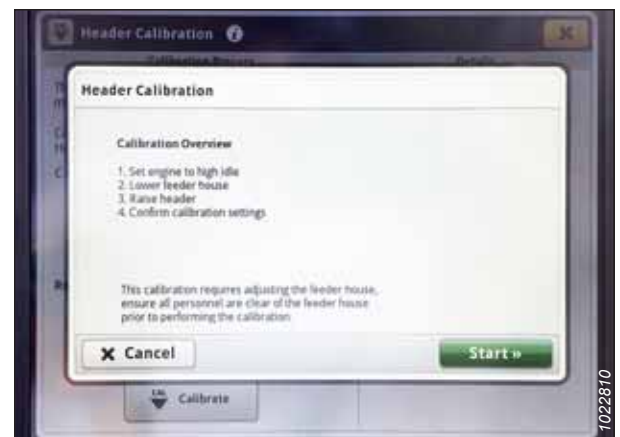 Header Calibration
Details
Header Calibration
Calibration Overview
1. Set engine to high idle
2. Lower feeder house
3. Raise header
4. Confirm calibration settings
This calibration requires adjusting the feeder house,
ensure all personnel are clear of the feeder house
prior to performing the calibration
Cancel
Start »
CAL
Calibrate
1022810